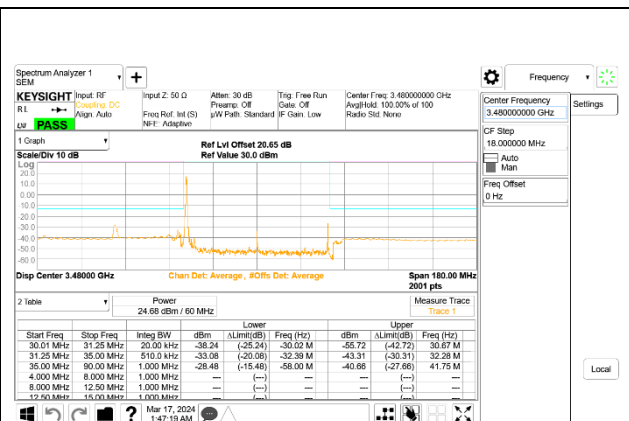 Spectrum Analyzer 1
SEM
Frequency
KEYSIGHT
Input: RF
Coupling: DC
Align: Auto
Input Z: 50 Ω
Freq Ref: Int (S)
NFE: Adaptive
Atten: 30 dB
Preamp: Off
µW Path: Standard
Trig: Free Run
Gate: Off
IF Gain: Low
Center Freq: 3.480000000 GHz
Avg|Hold: 100.00% of 100
Radio Std: None
R L
PASS
Center Frequency
3.480000000 GHz
Settings
CF Step
18.000000 MHz
Auto
Man
Freq Offset
0 Hz
1 Graph
Ref Lvl Offset 20.65 dB
Scale/Div 10 dB
Ref Value 30.0 dBm
Log
20.0
10.0
0.00
-10.0
-20.0
-30.0
-40.0
-50.0
-60.0
Disp Center 3.48000 GHz
Chan Det: Average , #Offs Det: Average
Span 180.00 MHz
2001 pts
2 Table
Power
24.68 dBm / 60 MHz
Measure Trace
Trace 1
Lower Upper
Start Freq Stop Freq Integ BW dBm ΔLimit(dB) Freq (Hz) dBm ΔLimit(dB) Freq (Hz)
30.01 MHz 31.25 MHz 20.00 kHz -38.24 (-25.24) -30.02 M -55.72 (-42.72) 30.67 M
31.25 MHz 35.00 MHz 510.0 kHz -33.08 (-20.08) -32.39 M -43.31 (-30.31) 32.28 M
35.00 MHz 90.00 MHz 1.000 MHz -28.48 (-15.48) -58.00 M -40.66 (-27.66) 41.75 M
4.000 MHz 8.000 MHz 1.000 MHz --- (---) --- --- (---) ---
8.000 MHz 12.50 MHz 1.000 MHz --- (---) --- --- (---) ---
12.50 MHz 15.00 MHz 1.000 MHz --- (---) --- --- (---) ---
Local
?
Mar 17, 2024
1:47:19 AM